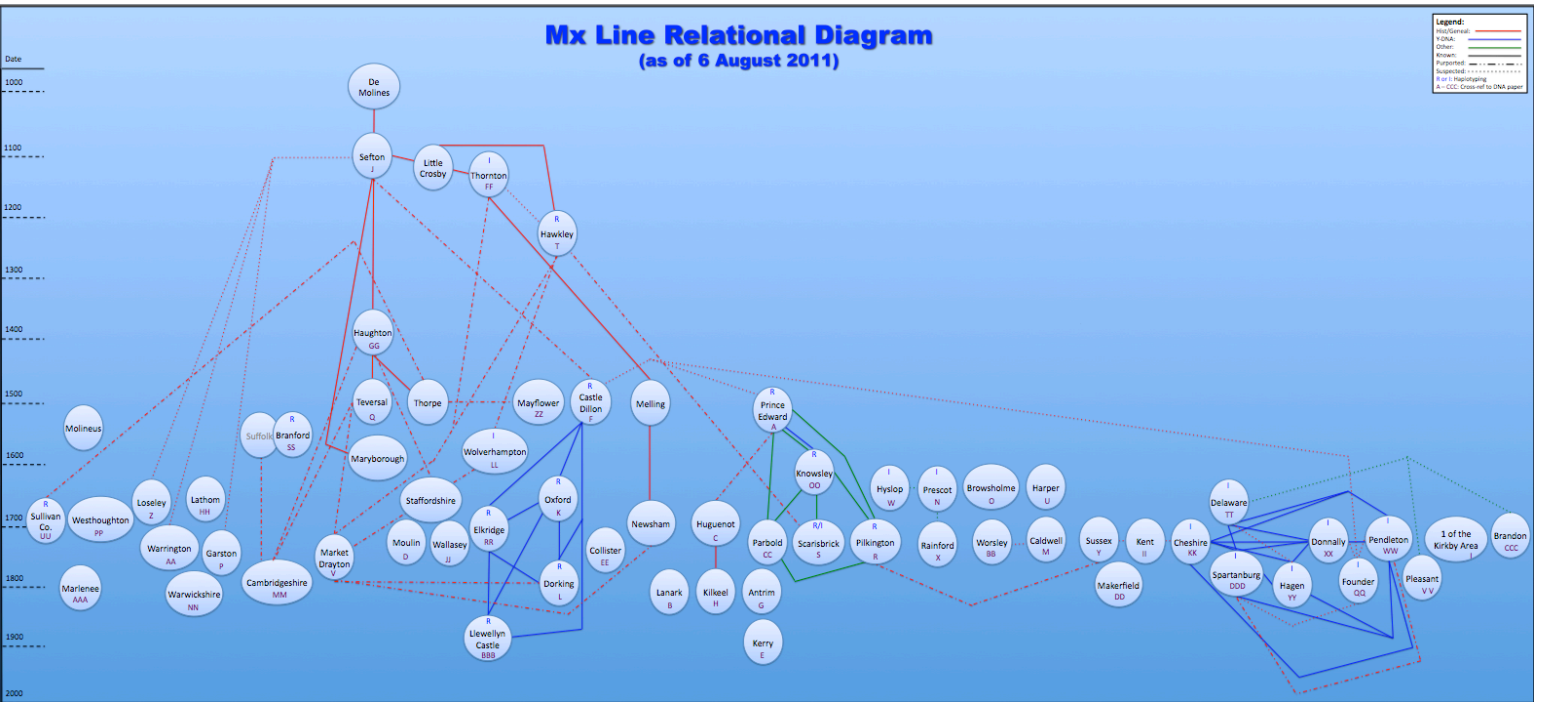 Mx Line Relational Diagram
(as of 6 August 2011)
Legend:
Hist/Geneal:
Y-DNA:
Other:
Known:
Purported:
Suspected:
R or I: Haplotyping
A – CCC: Cross-ref to DNA paper
Date
1000
1100
1200
1300
1400
1500
1600
1700
1800
1900
2000
De
Molines
Sefton
J
Little
Crosby
I
Thornton
FF
R
Hawkley
T
Haughton
GG
Teversal
Q
Thorpe
Mayflower
ZZ
R
Castle
Dillon
F
Melling
R
Prince
Edward
A
Molineus
Suffolk
R
Branford
SS
Maryborough
I
Wolverhampton
LL
R
Knowsley
OO
R
Sullivan
Co.
UU
Westhoughton
PP
Loseley
Z
Lathom
HH
Staffordshire
R
Oxford
K
I
Hyslop
W
I
Prescot
N
Browsholme
O
Harper
U
I
Delaware
TT
Warrington
AA
Garston
P
Market
Drayton
V
Moulin
D
Wallasey
JJ
R
Elkridge
RR
Collister
EE
Newsham
Huguenot
C
Parbold
CC
R/I
Scarisbrick
S
R
Pilkington
R
Rainford
X
Worsley
BB
Caldwell
M
Sussex
Y
Kent
II
I
Cheshire
KK
I
Donnally
XX
I
Pendleton
WW
1 of the
Kirkby Area
I
Brandon
CCC
Marlenee
AAA
Warwickshire
NN
Cambridgeshire
MM
R
Dorking
L
Lanark
B
Kilkeel
H
Antrim
G
Makerfield
DD
I
Spartanburg
DDD
I
Hagen
YY
I
Founder
QQ
Pleasant
V V
R
Llewellyn
Castle
BBB
Kerry
E